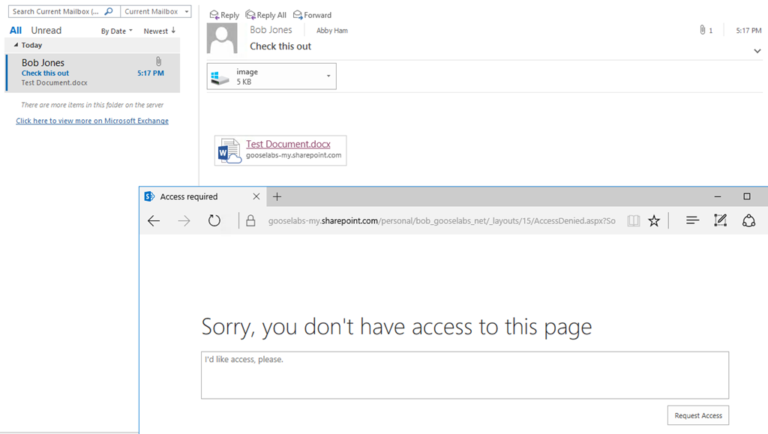 Search Current Mailbox (...
Current Mailbox
All Unread
By Date
Newest
Today
Bob Jones
Check this out
5:17 PM
Test Document.docx
There are more items in this folder on the server
Click here to view more on Microsoft Exchange
Reply Reply All Forward
Bob Jones
Abby Ham
Check this out
1
5:17 PM
image
5 KB
Test Document.docx
gooselabs-my.sharepoint.com
Access required
gooselabs-my.sharepoint.com/personal/bob_gooselabs_net/_layouts/15/AccessDenied.aspx?So
Sorry, you don't have access to this page
I'd like access, please.
Request Access